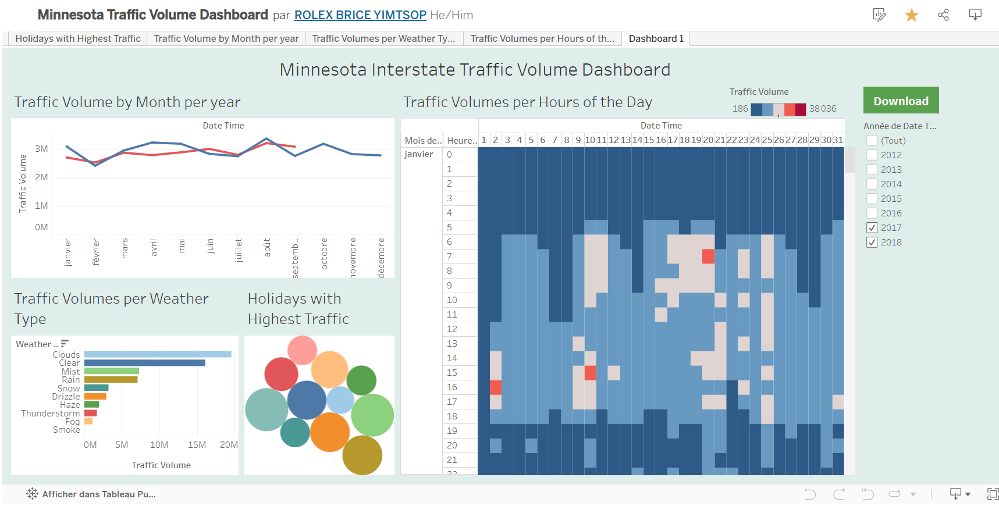 Minnesota Traffic Volume Dashboard par ROLEX BRICE YIMTSOP He/Him
Holidays with Highest Traffic Traffic Volume by Month per year Traffic Volumes per Weather Ty... Traffic Volumes per Hours of th... Dashboard 1
Minnesota Interstate Traffic Volume Dashboard
Traffic Volume by Month per year
Date Time
Traffic Volume
3M
2M
1M
0M
janvier février mars avril mai juin juillet août septemb.. octobre novembre décembre
Traffic Volumes per Weather
Type
Weather ..
Clouds
Clear
Mist
Rain
Snow
Drizzle
Haze
Thunderstorm
Fog
Smoke
0M 5M 10M 15M 20M
Traffic Volume
Holidays with
Highest Traffic
Traffic Volumes per Hours of the Day
Traffic Volume
186 38 036
Date Time
Mois de.. Heure.. 1 2 3 4 5 6 7 8 9 10 11 12 13 14 15 16 17 18 19 20 21 22 23 24 25 26 27 28 29 30 31
janvier 0
1
2
3
4
5
6
7
8
9
10
11
12
13
14
15
16
17
18
19
20
21
22
Download
Année de Date T...
(Tout)
2012
2013
2014
2015
2016
2017
2018
Afficher dans Tableau Pu...